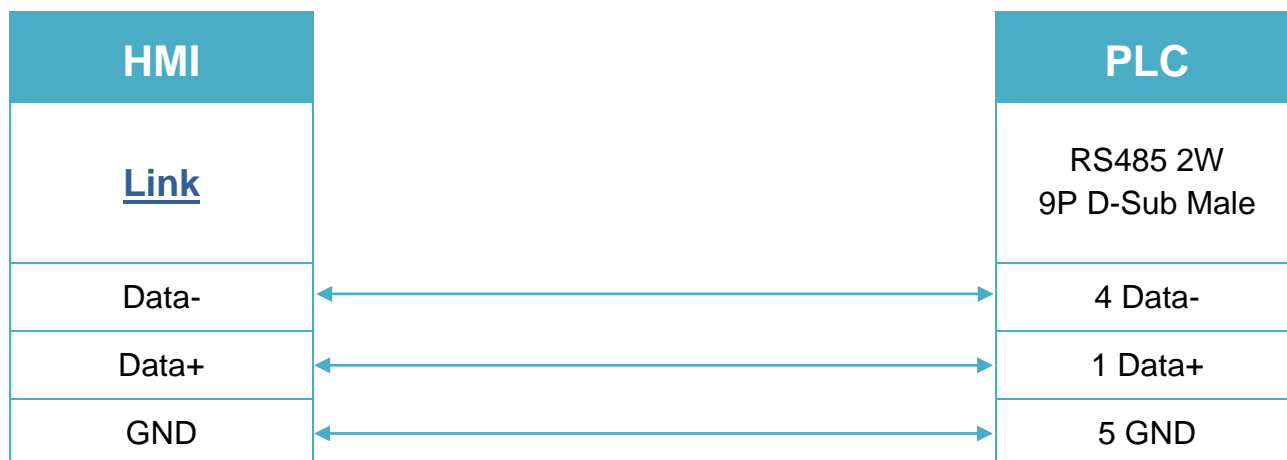 HMI
PLC
Link
RS485 2W
9P D-Sub Male
Data-
4 Data-
Data+
1 Data+
GND
5 GND